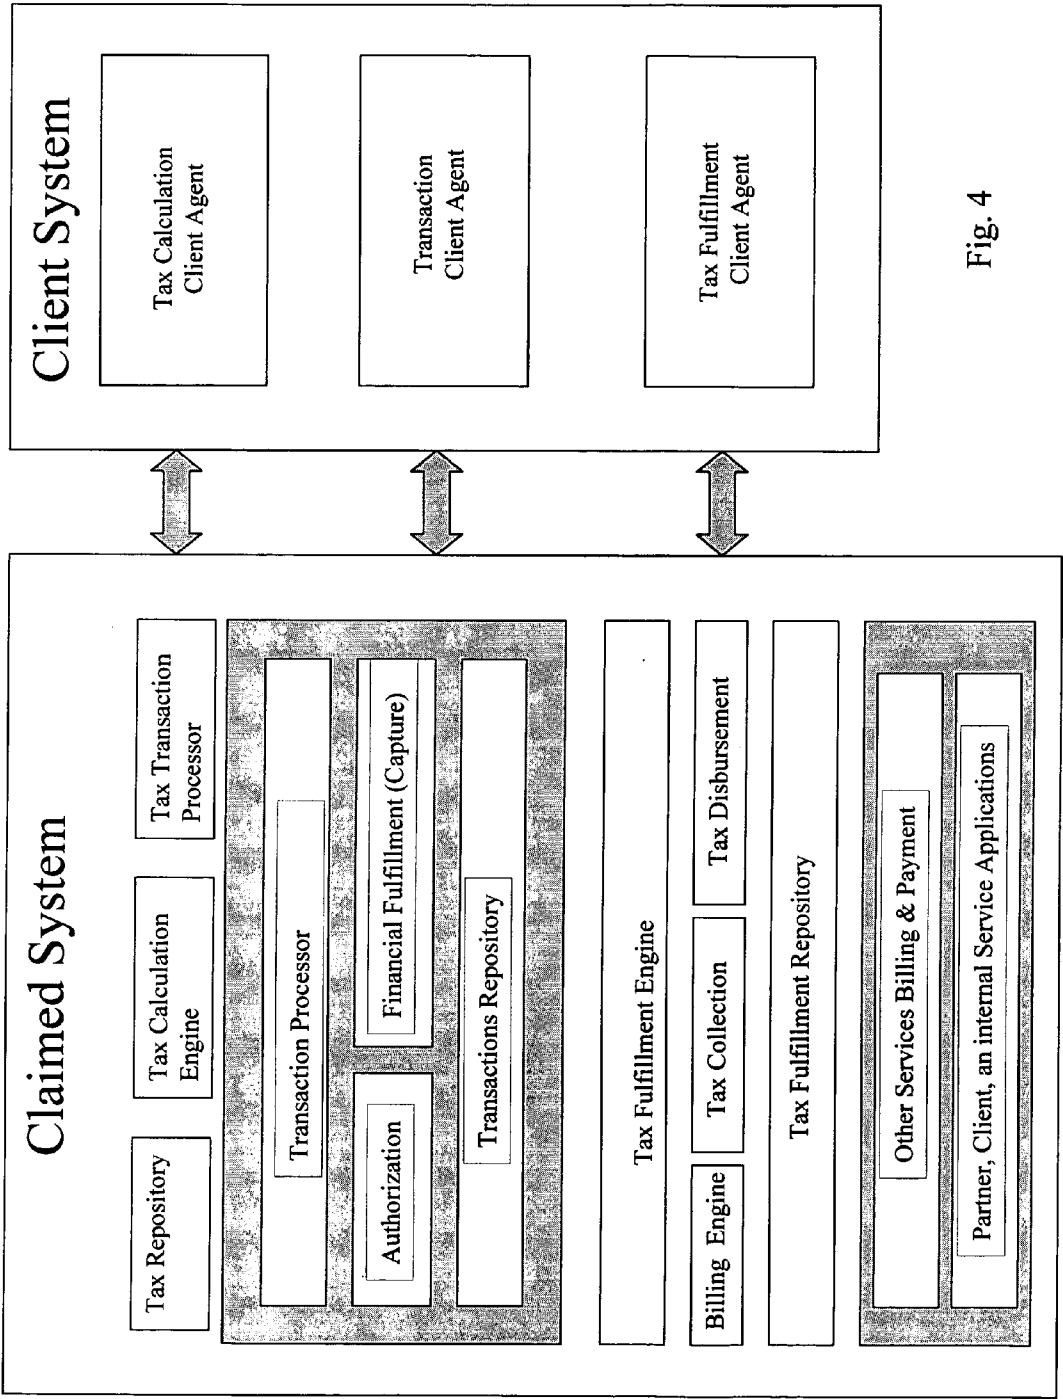 Claimed System
Tax Repository
Tax Calculation
Engine
Tax Transaction
Processor
Transaction Processor
Authorization
Financial Fulfillment (Capture)
Transactions Repository
Tax Fulfillment Engine
Billing Engine
Tax Collection
Tax Disbursement
Tax Fulfillment Repository
Other Services Billing & Payment
Partner, Client, an internal Service Applications
Client System
Tax Calculation
Client Agent
Transaction
Client Agent
Tax Fulfillment
Client Agent
Fig. 4